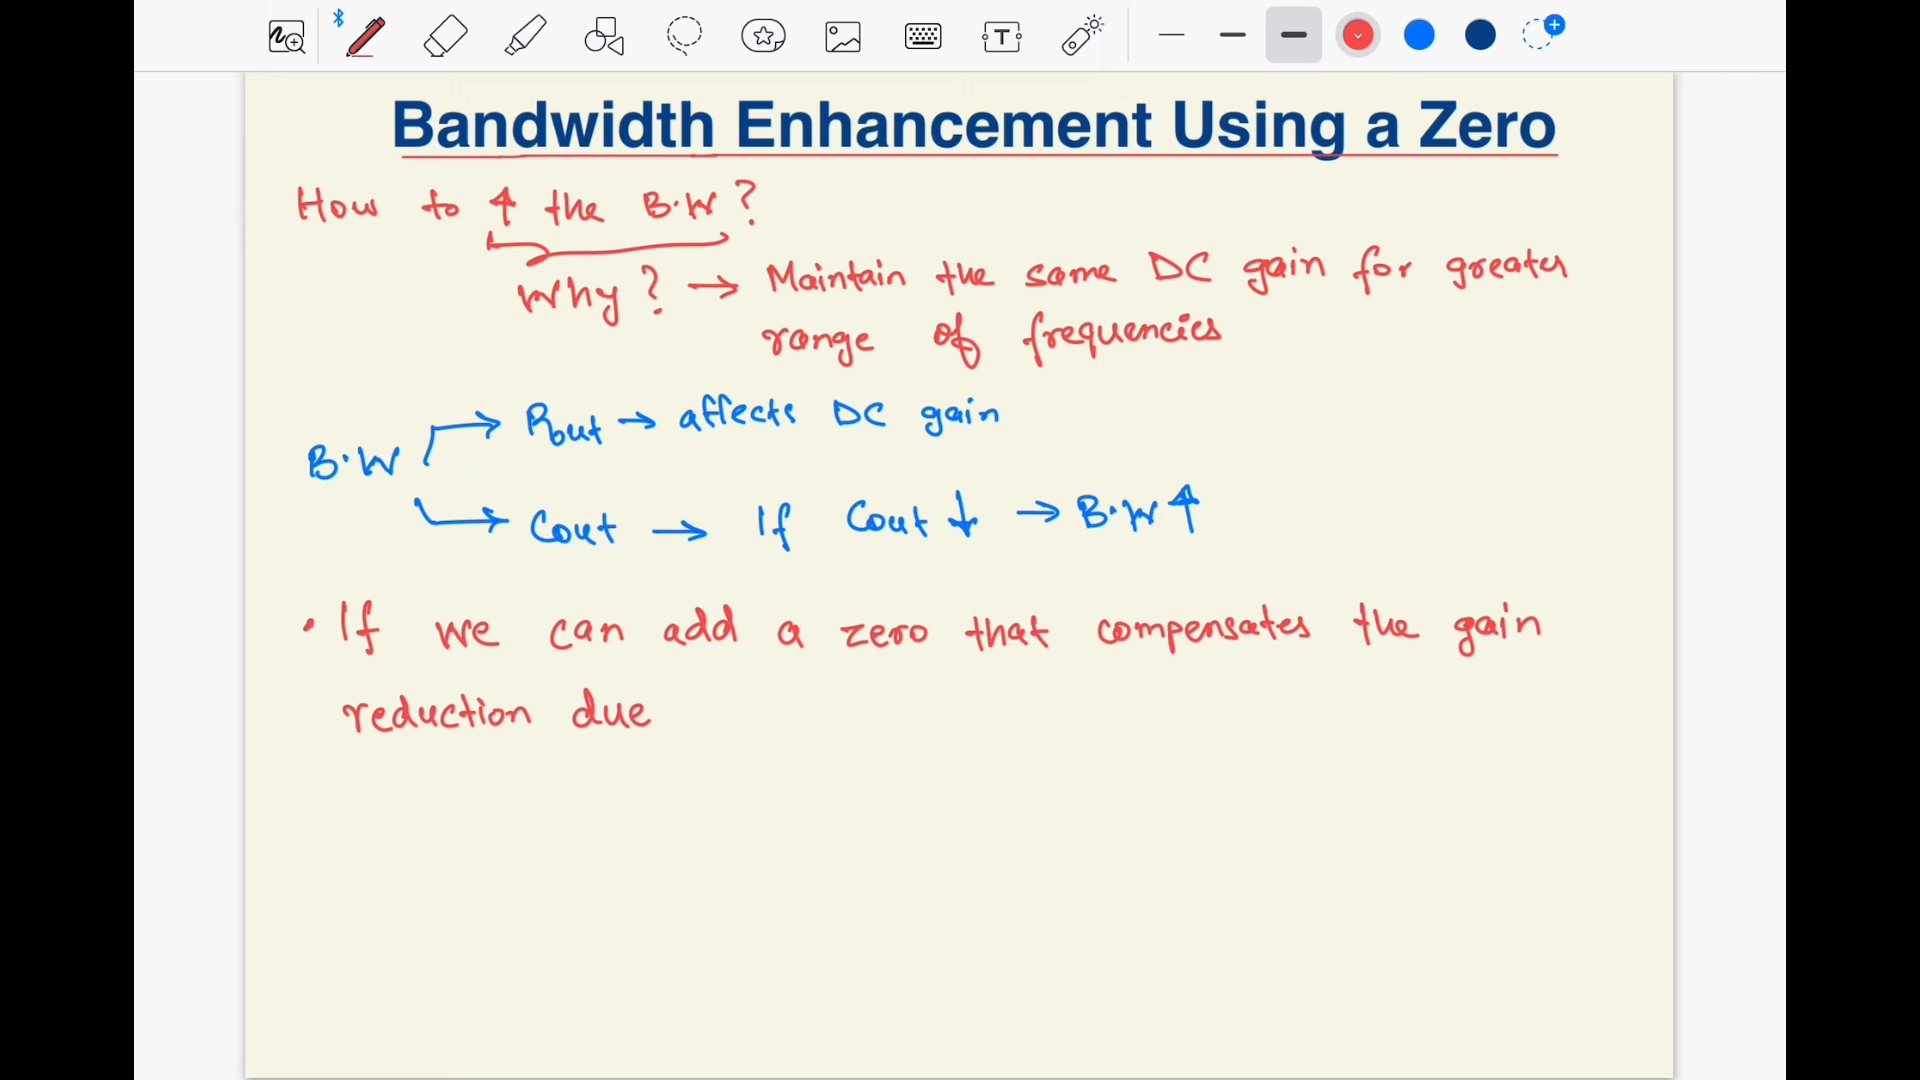 Bandwidth Enhancement Using a Zero
How to ↑ the B.W?
Why? → Maintain the same DC gain for greater
range of frequencies
B.W → Rout → affects DC gain
→ Cout → If Cout ↓ → B.W ↑
• If we can add a zero that compensates the gain
reduction due